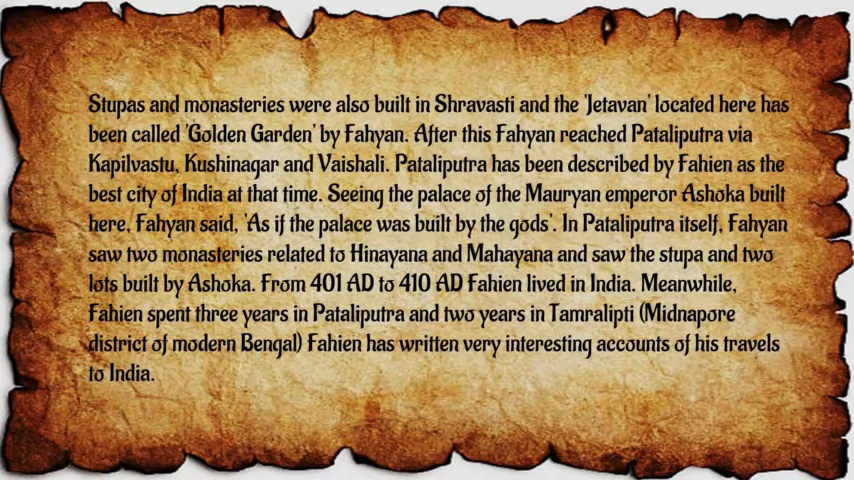 Stupas and monasteries were also built in Shravasti and the 'Jetavan' located here has
been called 'Golden Garden' by Fahyan. After this Fahyan reached Pataliputra via
Kapilvastu, Kushinagar and Vaishali. Pataliputra has been described by Fahien as the
best city of India at that time. Seeing the palace of the Mauryan emperor Ashoka built
here, Fahyan said, 'As if the palace was built by the gods'. In Pataliputra itself, Fahyan
saw two monasteries related to Hinayana and Mahayana and saw the stupa and two
lots built by Ashoka. From 401 AD to 410 AD Fahien lived in India. Meanwhile,
Fahien spent three years in Pataliputra and two years in Tamralipti (Midnapore
district of modern Bengal) Fahien has written very interesting accounts of his travels
to India.